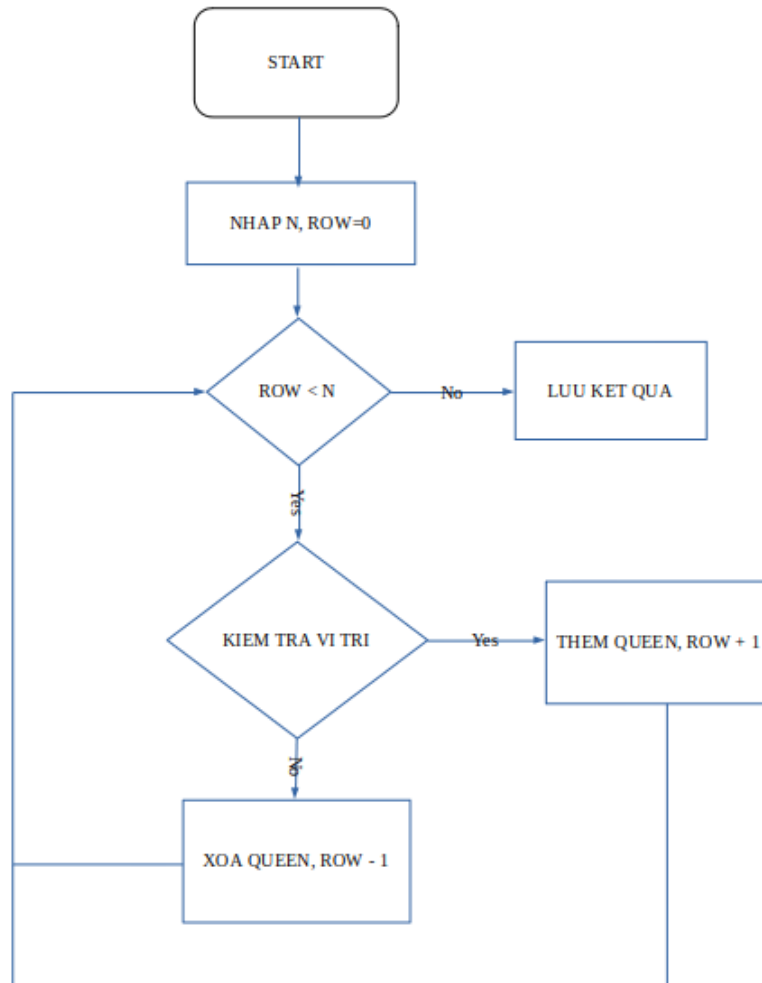 START
NHAP N, ROW=0
ROW < N
No
LUU KET QUA
Yes
KIEM TRA VI TRI
Yes
THEM QUEEN, ROW + 1
No
XOA QUEEN, ROW - 1